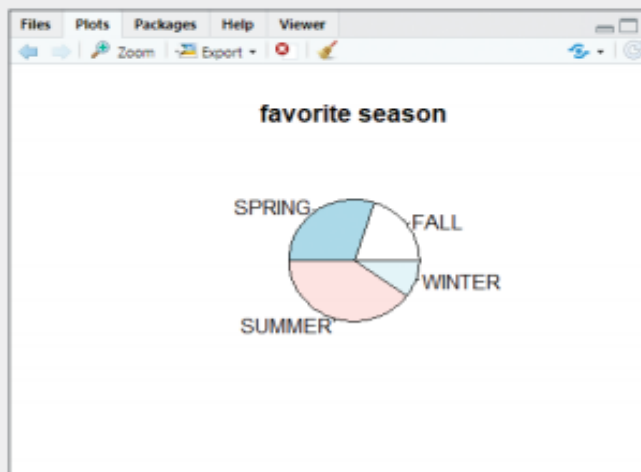 Files Plots Packages Help Viewer
Zoom Export
favorite season
SPRING
FALL
WINTER
SUMMER